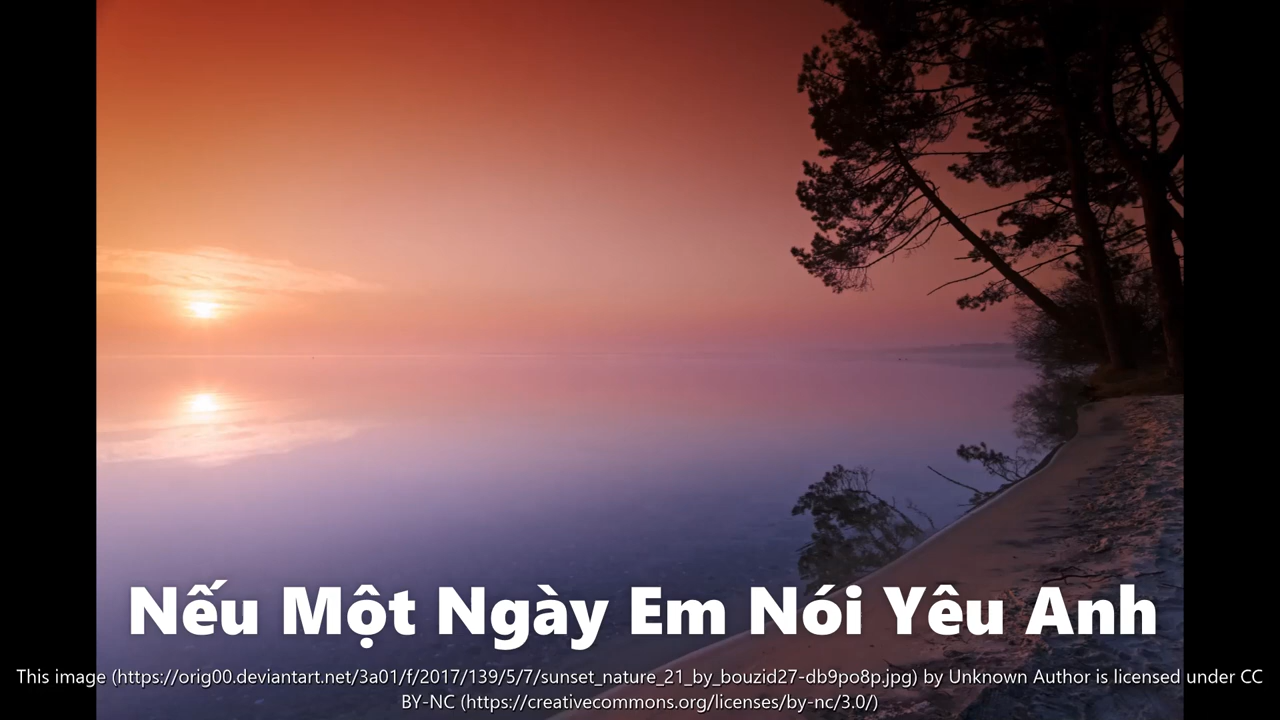 Nếu Một Ngày Em Nói Yêu Anh
This image (https://orig00.deviantart.net/3a01/f/2017/139/5/7/sunset_nature_21_by_bouzid27-db9po8p.jpg) by Unknown Author is licensed under CC
BY-NC (https://creativecommons.org/licenses/by-nc/3.0/)